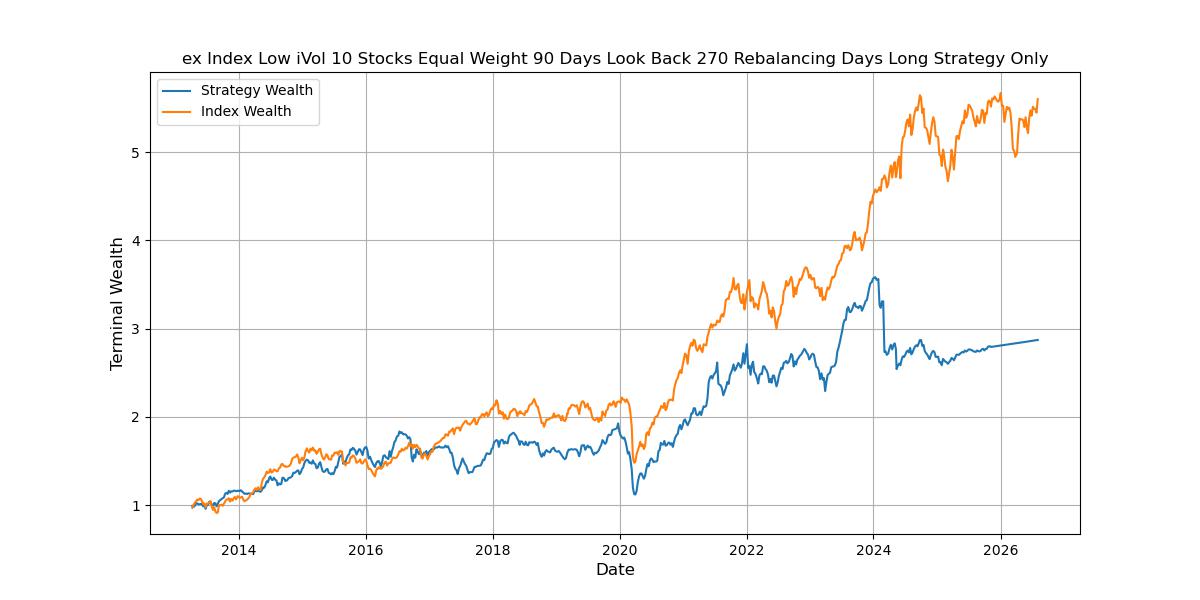 ex Index Low iVol 10 Stocks Equal Weight 90 Days Look Back 270 Rebalancing Days Long Strategy Only
Strategy Wealth
Index Wealth
Terminal Wealth
5
4
3
2
1
2014 2016 2018 2020 2022 2024 2026
Date